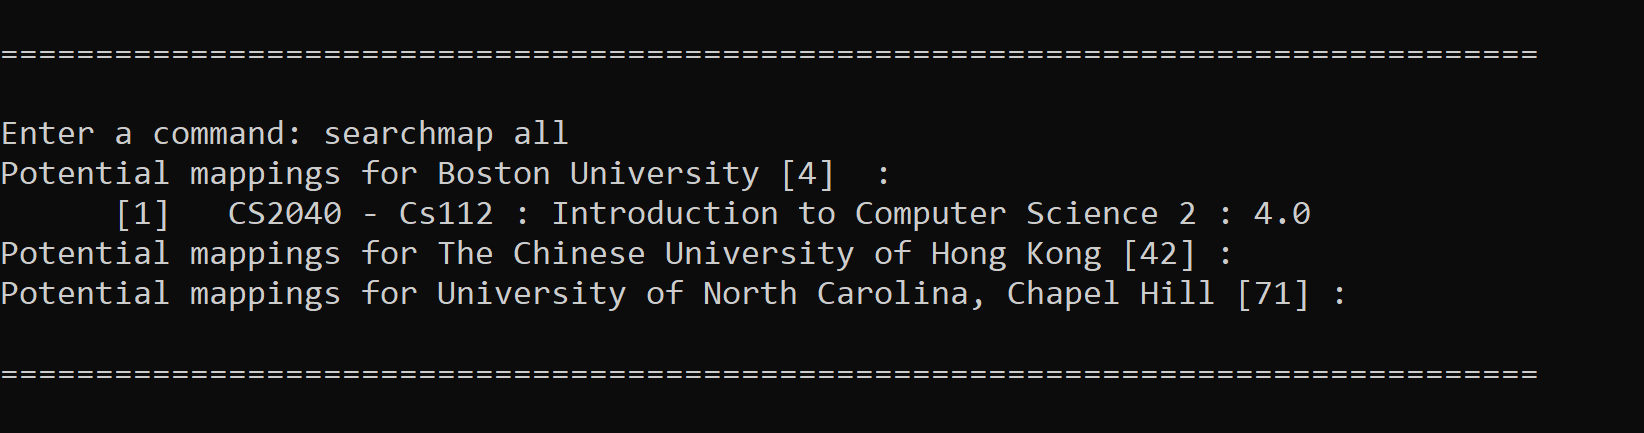 =================================================================================
Enter a command: searchmap all
Potential mappings for Boston University [4]  :
      [1]   CS2040 - Cs112 : Introduction to Computer Science 2 : 4.0
Potential mappings for The Chinese University of Hong Kong [42] :
Potential mappings for University of North Carolina, Chapel Hill [71] :
=================================================================================